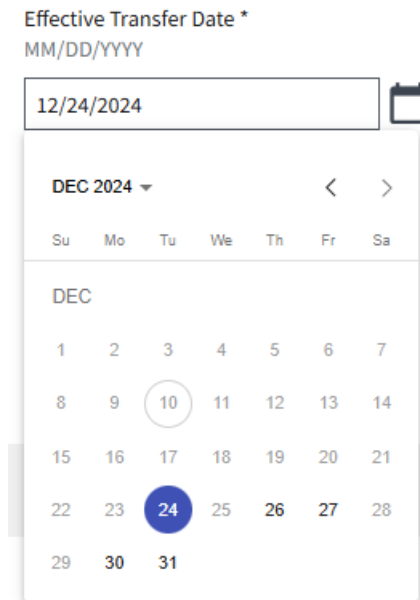 Effective Transfer Date *
MM/DD/YYYY
12/24/2024
DEC 2024
Su Mo Tu We Th Fr Sa
DEC
1 2 3 4 5 6 7
8 9 10 11 12 13 14
15 16 17 18 19 20 21
22 23 24 25 26 27 28
29 30 31